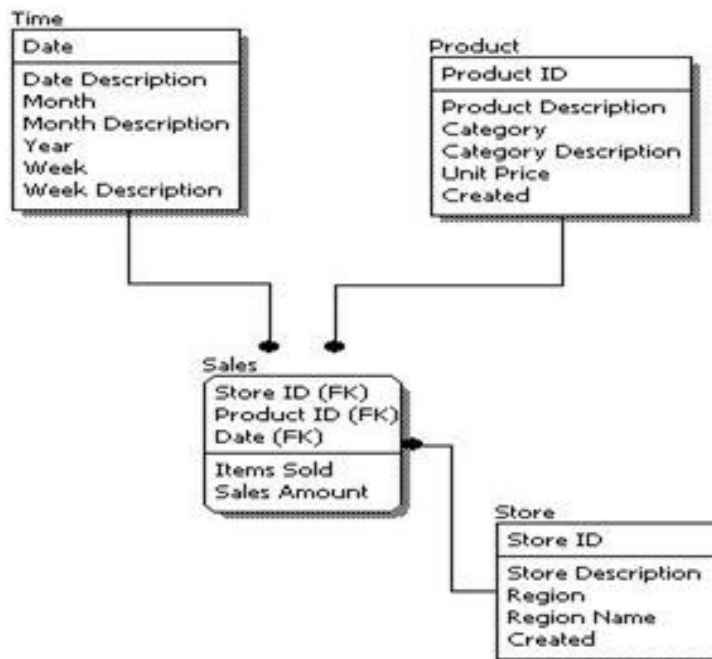 Time
Date
Date Description
Month
Month Description
Year
Week
Week Description
Product
Product ID
Product Description
Category
Category Description
Unit Price
Created
Sales
Store ID (FK)
Product ID (FK)
Date (FK)
Items Sold
Sales Amount
Store
Store ID
Store Description
Region
Region Name
Created